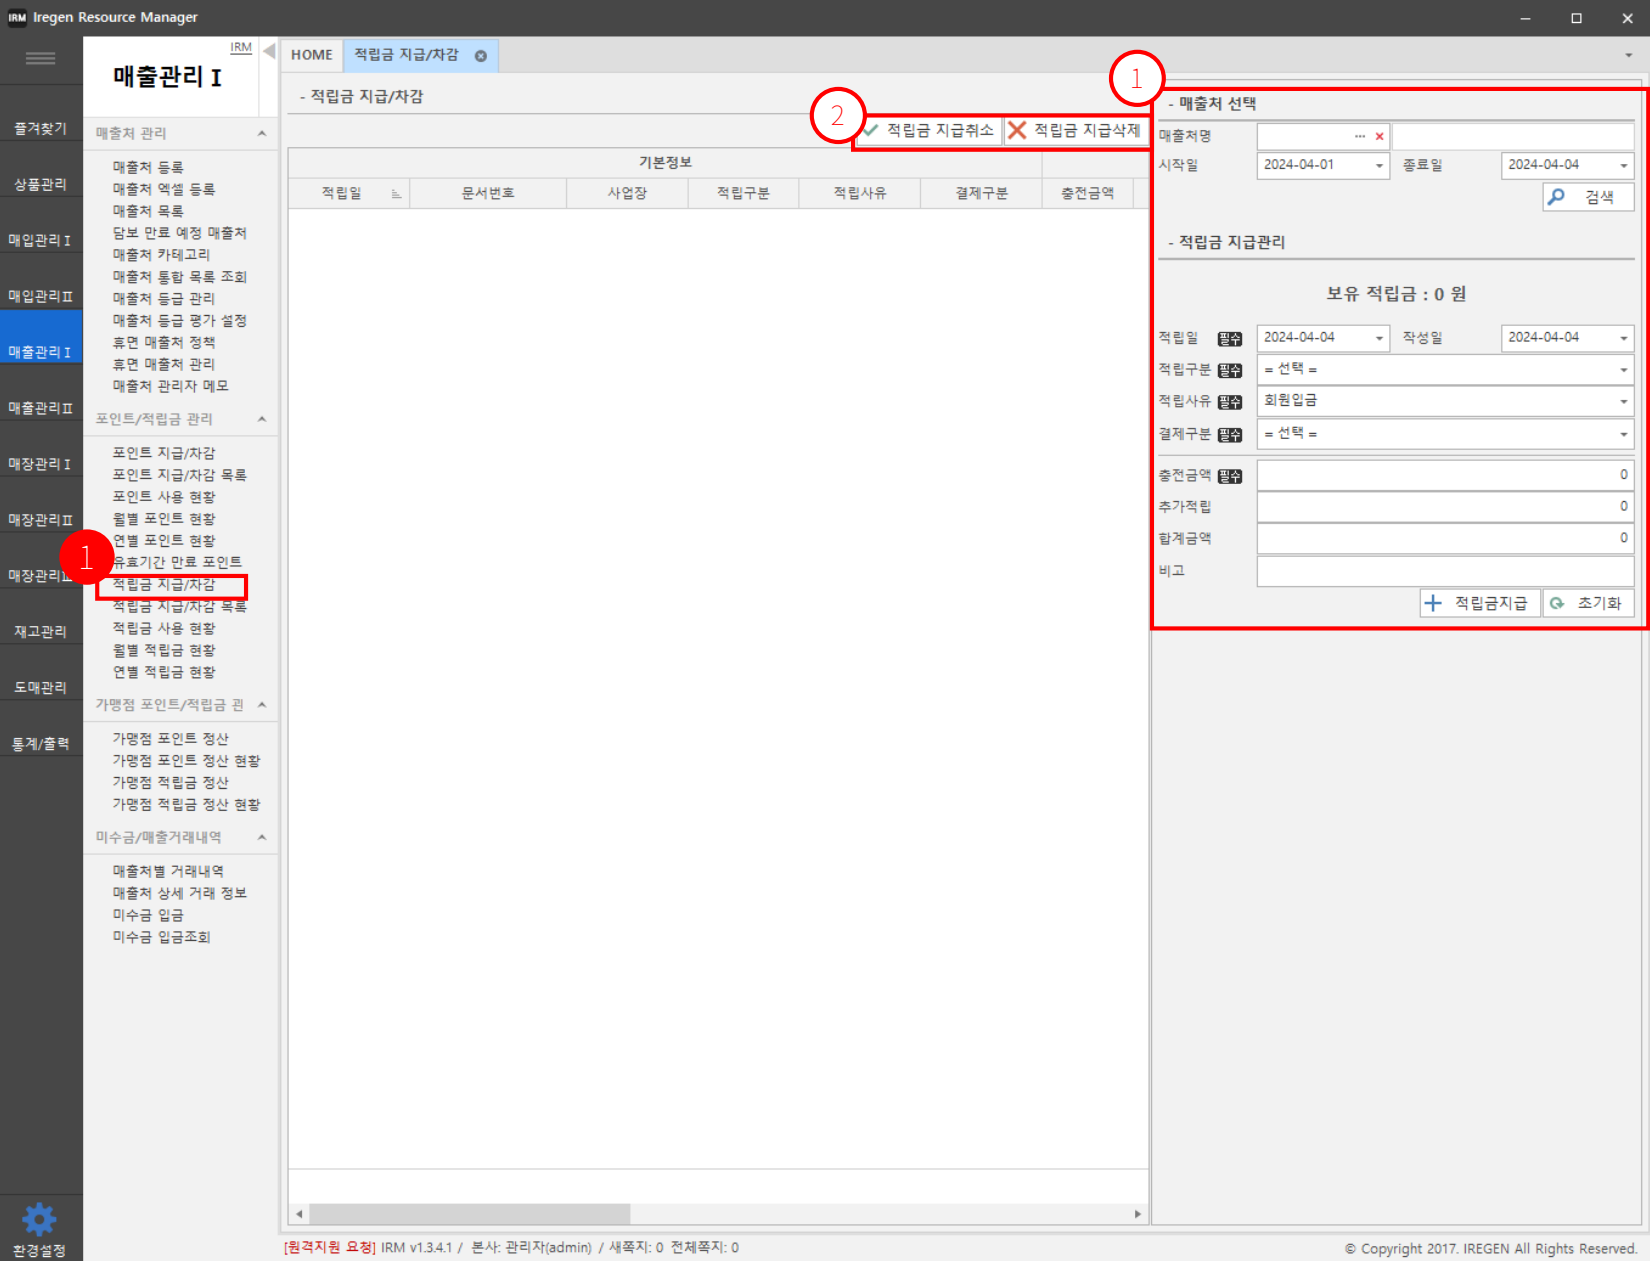 IRM Iregen Resource Manager
IRM
매출관리 I
즐겨찾기
상품관리
매입관리 I
매입관리 II
매출관리 I
매출관리 II
매장관리 I
매장관리 II
매장관리
재고관리
도매관리
통계/출력
환경설정
매출처 관리
매출처 등록
매출처 엑셀 등록
매출처 목록
담보 만료 예정 매출처
매출처 카테고리
매출처 통합 목록 조회
매출처 등급 관리
매출처 등급 평가 설정
휴면 매출처 정책
휴면 매출처 관리
매출처 관리자 메모
포인트/적립금 관리
포인트 지급/차감
포인트 지급/차감 목록
포인트 사용 현황
월별 포인트 현황
연별 포인트 현황
유효기간 만료 포인트
1
적립금 지급/차감
적립금 지급/차감 목록
적립금 사용 현황
월별 적립금 현황
연별 적립금 현황
가맹점 포인트/적립금 관
가맹점 포인트 정산
가맹점 포인트 정산 현황
가맹점 적립금 정산
가맹점 적립금 정산 현황
미수금/매출거래내역
매출처별 거래내역
매출처 상세 거래 정보
미수금 입금
미수금 입금조회
HOME 적립금 지급/차감
- 적립금 지급/차감
2
적립금 지급취소 적립금 지급삭제
기본정보
적립일 문서번호 사업장 적립구분 적립사유 결제구분 충전금액
1
- 매출처 선택
매출처명 ···
시작일 2024-04-01 종료일 2024-04-04
검색
- 적립금 지급관리
보유 적립금 : 0 원
적립일 필수 2024-04-04 작성일 2024-04-04
적립구분 필수 = 선택 =
적립사유 필수 회원입금
결제구분 필수 = 선택 =
충전금액 필수 0
추가적립 0
합계금액 0
비고
적립금지급 초기화
[원격지원 요청] IRM v1.3.4.1 / 본사: 관리자(admin) / 새쪽지: 0 전체쪽지: 0
© Copyright 2017. IREGEN All Rights Reserved.